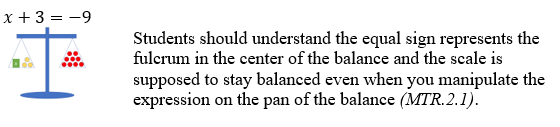 x + 3 = −9
Students should understand the equal sign represents the
fulcrum in the center of the balance and the scale is
supposed to stay balanced even when you manipulate the
expression on the pan of the balance (MTR.2.1).